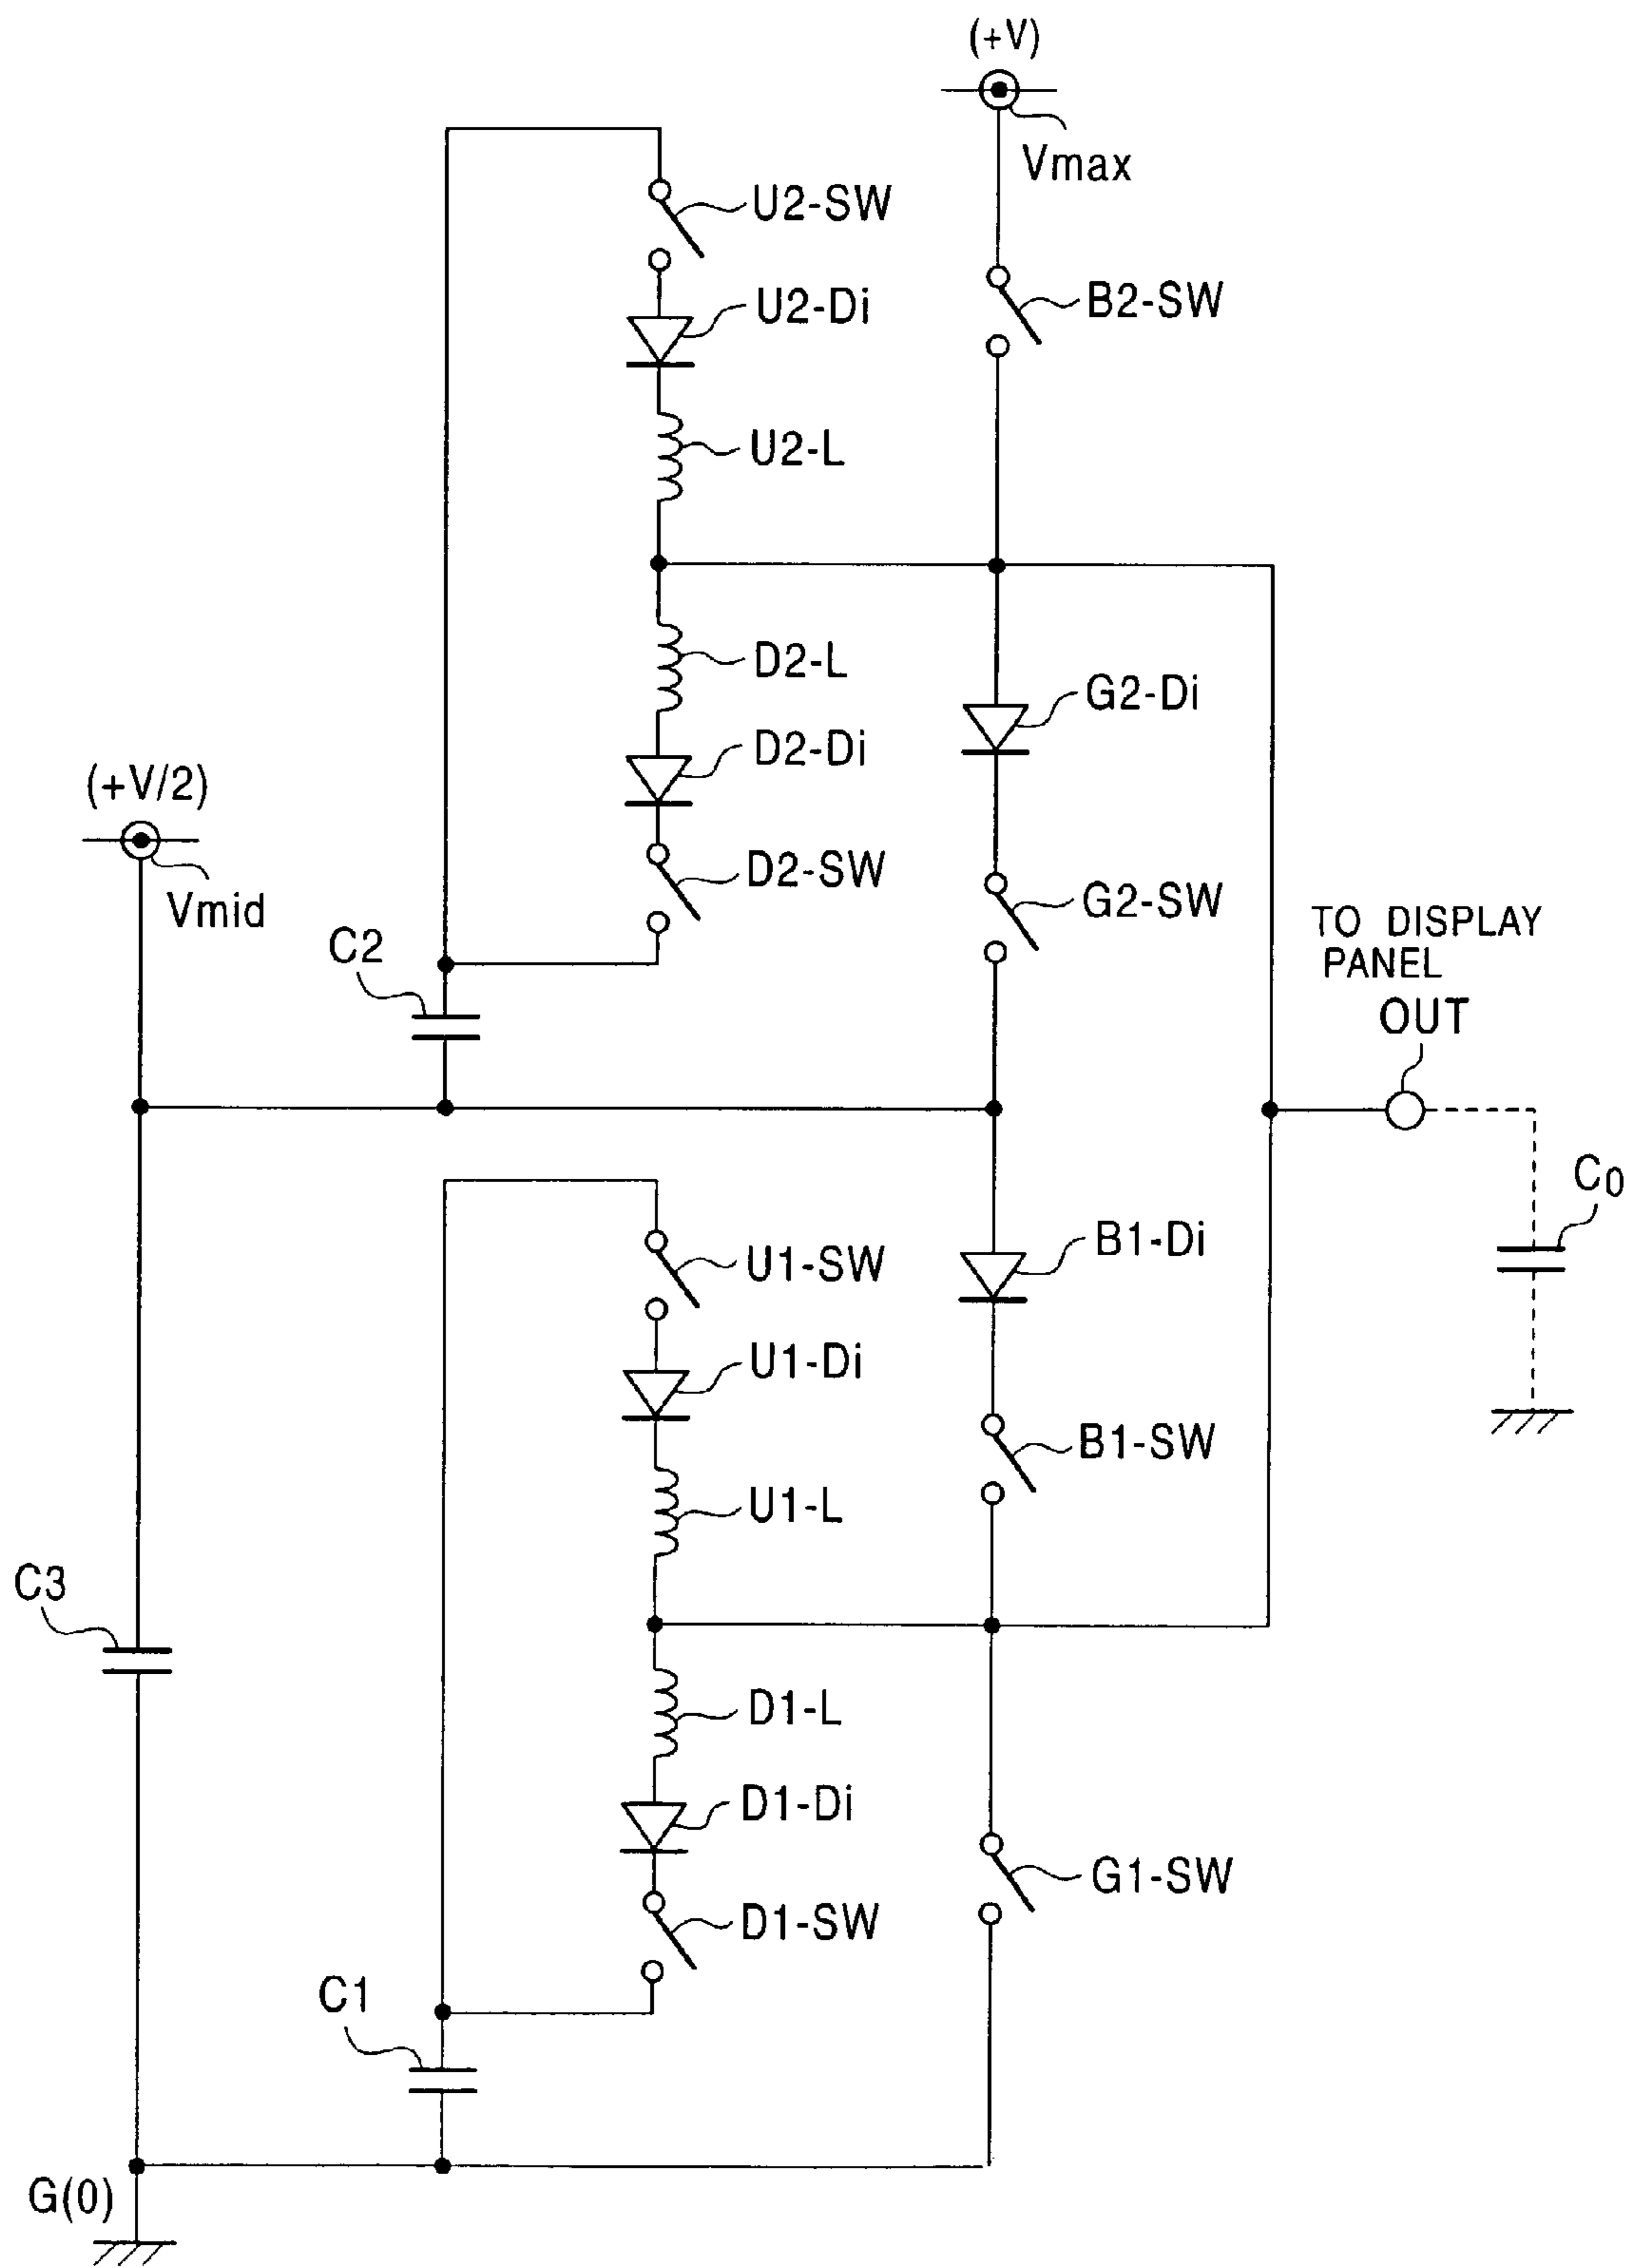 (+V)
Vmax
U2-SW
B2-SW
U2-Di
U2-L
D2-L
G2-Di
D2-Di
(+V/2)
D2-SW
G2-SW
Vmid
C2
TO DISPLAY
PANEL
OUT
C0
U1-SW
B1-Di
U1-Di
B1-SW
U1-L
C3
D1-L
D1-Di
G1-SW
D1-SW
C1
G(0)